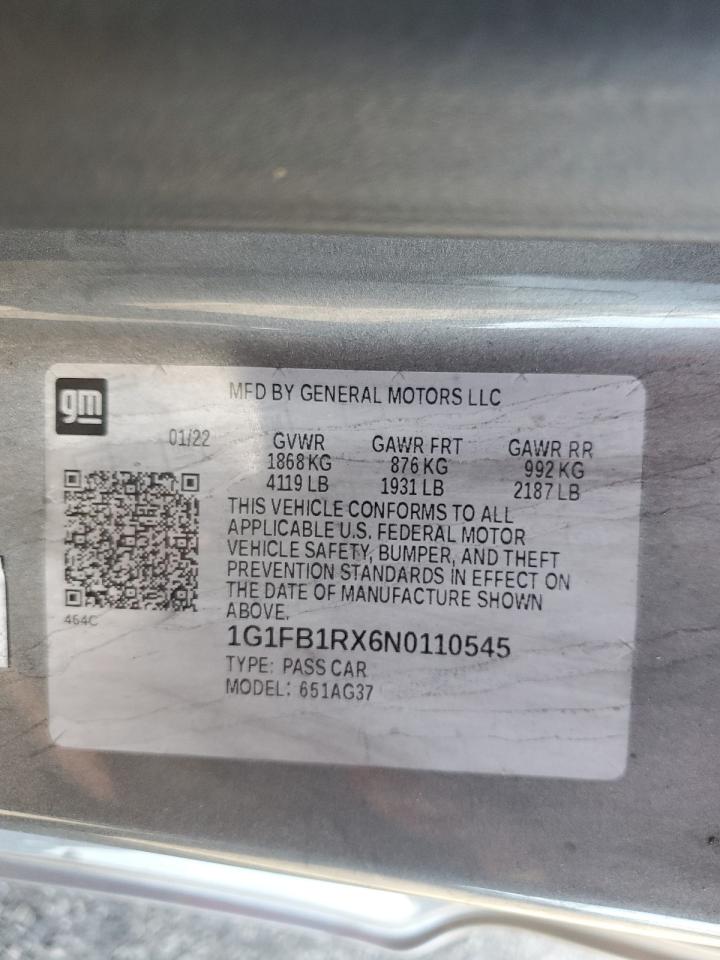 gm
MFD BY GENERAL MOTORS LLC
01/22 GVWR GAWR FRT GAWR RR
1868 KG 876 KG 992 KG
4119 LB 1931 LB 2187 LB
THIS VEHICLE CONFORMS TO ALL
APPLICABLE U.S. FEDERAL MOTOR
VEHICLE SAFETY, BUMPER, AND THEFT
PREVENTION STANDARDS IN EFFECT ON
THE DATE OF MANUFACTURE SHOWN
ABOVE.
464C
1G1FB1RX6N0110545
TYPE: PASS CAR
MODEL: 651AG37